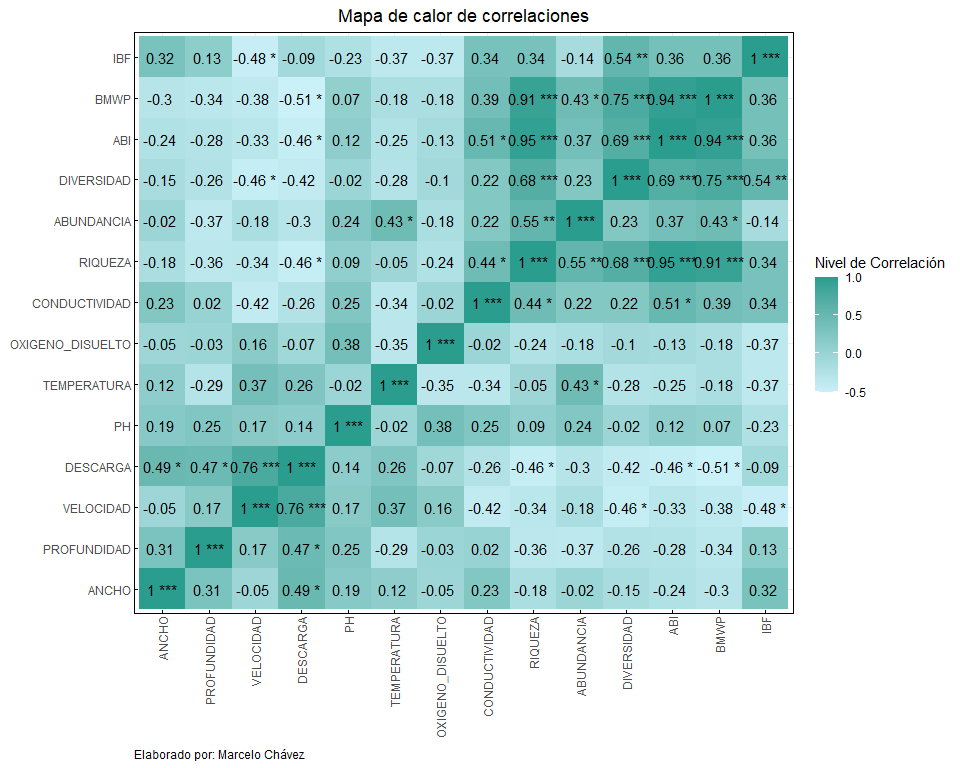 Mapa de calor de correlaciones
IBF 0.32 0.13 -0.48 * -0.09 -0.23 -0.37 -0.37 0.34 0.34 -0.14 0.54 ** 0.36 0.36 1 ***
BMWP -0.3 -0.34 -0.38 -0.51 * 0.07 -0.18 -0.18 0.39 0.91 *** 0.43 * 0.75 *** 0.94 *** 1 *** 0.36
ABI -0.24 -0.28 -0.33 -0.46 * 0.12 -0.25 -0.13 0.51 * 0.95 *** 0.37 0.69 *** 1 *** 0.94 *** 0.36
DIVERSIDAD -0.15 -0.26 -0.46 * -0.42 -0.02 -0.28 -0.1 0.22 0.68 *** 0.23 1 *** 0.69 *** 0.75 *** 0.54 **
ABUNDANCIA -0.02 -0.37 -0.18 -0.3 0.24 0.43 * -0.18 0.22 0.55 ** 1 *** 0.23 0.37 0.43 * -0.14
RIQUEZA -0.18 -0.36 -0.34 -0.46 * 0.09 -0.05 -0.24 0.44 * 1 *** 0.55 ** 0.68 *** 0.95 *** 0.91 *** 0.34
CONDUCTIVIDAD 0.23 0.02 -0.42 -0.26 0.25 -0.34 -0.02 1 *** 0.44 * 0.22 0.22 0.51 * 0.39 0.34
OXIGENO_DISUELTO -0.05 -0.03 0.16 -0.07 0.38 -0.35 1 *** -0.02 -0.24 -0.18 -0.1 -0.13 -0.18 -0.37
TEMPERATURA 0.12 -0.29 0.37 0.26 -0.02 1 *** -0.35 -0.34 -0.05 0.43 * -0.28 -0.25 -0.18 -0.37
PH 0.19 0.25 0.17 0.14 1 *** -0.02 0.38 0.25 0.09 0.24 -0.02 0.12 0.07 -0.23
DESCARGA 0.49 * 0.47 * 0.76 *** 1 *** 0.14 0.26 -0.07 -0.26 -0.46 * -0.3 -0.42 -0.46 * -0.51 * -0.09
VELOCIDAD -0.05 0.17 1 *** 0.76 *** 0.17 0.37 0.16 -0.42 -0.34 -0.18 -0.46 * -0.33 -0.38 -0.48 *
PROFUNDIDAD 0.31 1 *** 0.17 0.47 * 0.25 -0.29 -0.03 0.02 -0.36 -0.37 -0.26 -0.28 -0.34 0.13
ANCHO 1 *** 0.31 -0.05 0.49 * 0.19 0.12 -0.05 0.23 -0.18 -0.02 -0.15 -0.24 -0.3 0.32
ANCHO PROFUNDIDAD VELOCIDAD DESCARGA PH TEMPERATURA OXIGENO_DISUELTO CONDUCTIVIDAD RIQUEZA ABUNDANCIA DIVERSIDAD ABI BMWP IBF
Nivel de Correlación
1.0
0.5
0.0
-0.5
Elaborado por: Marcelo Chávez